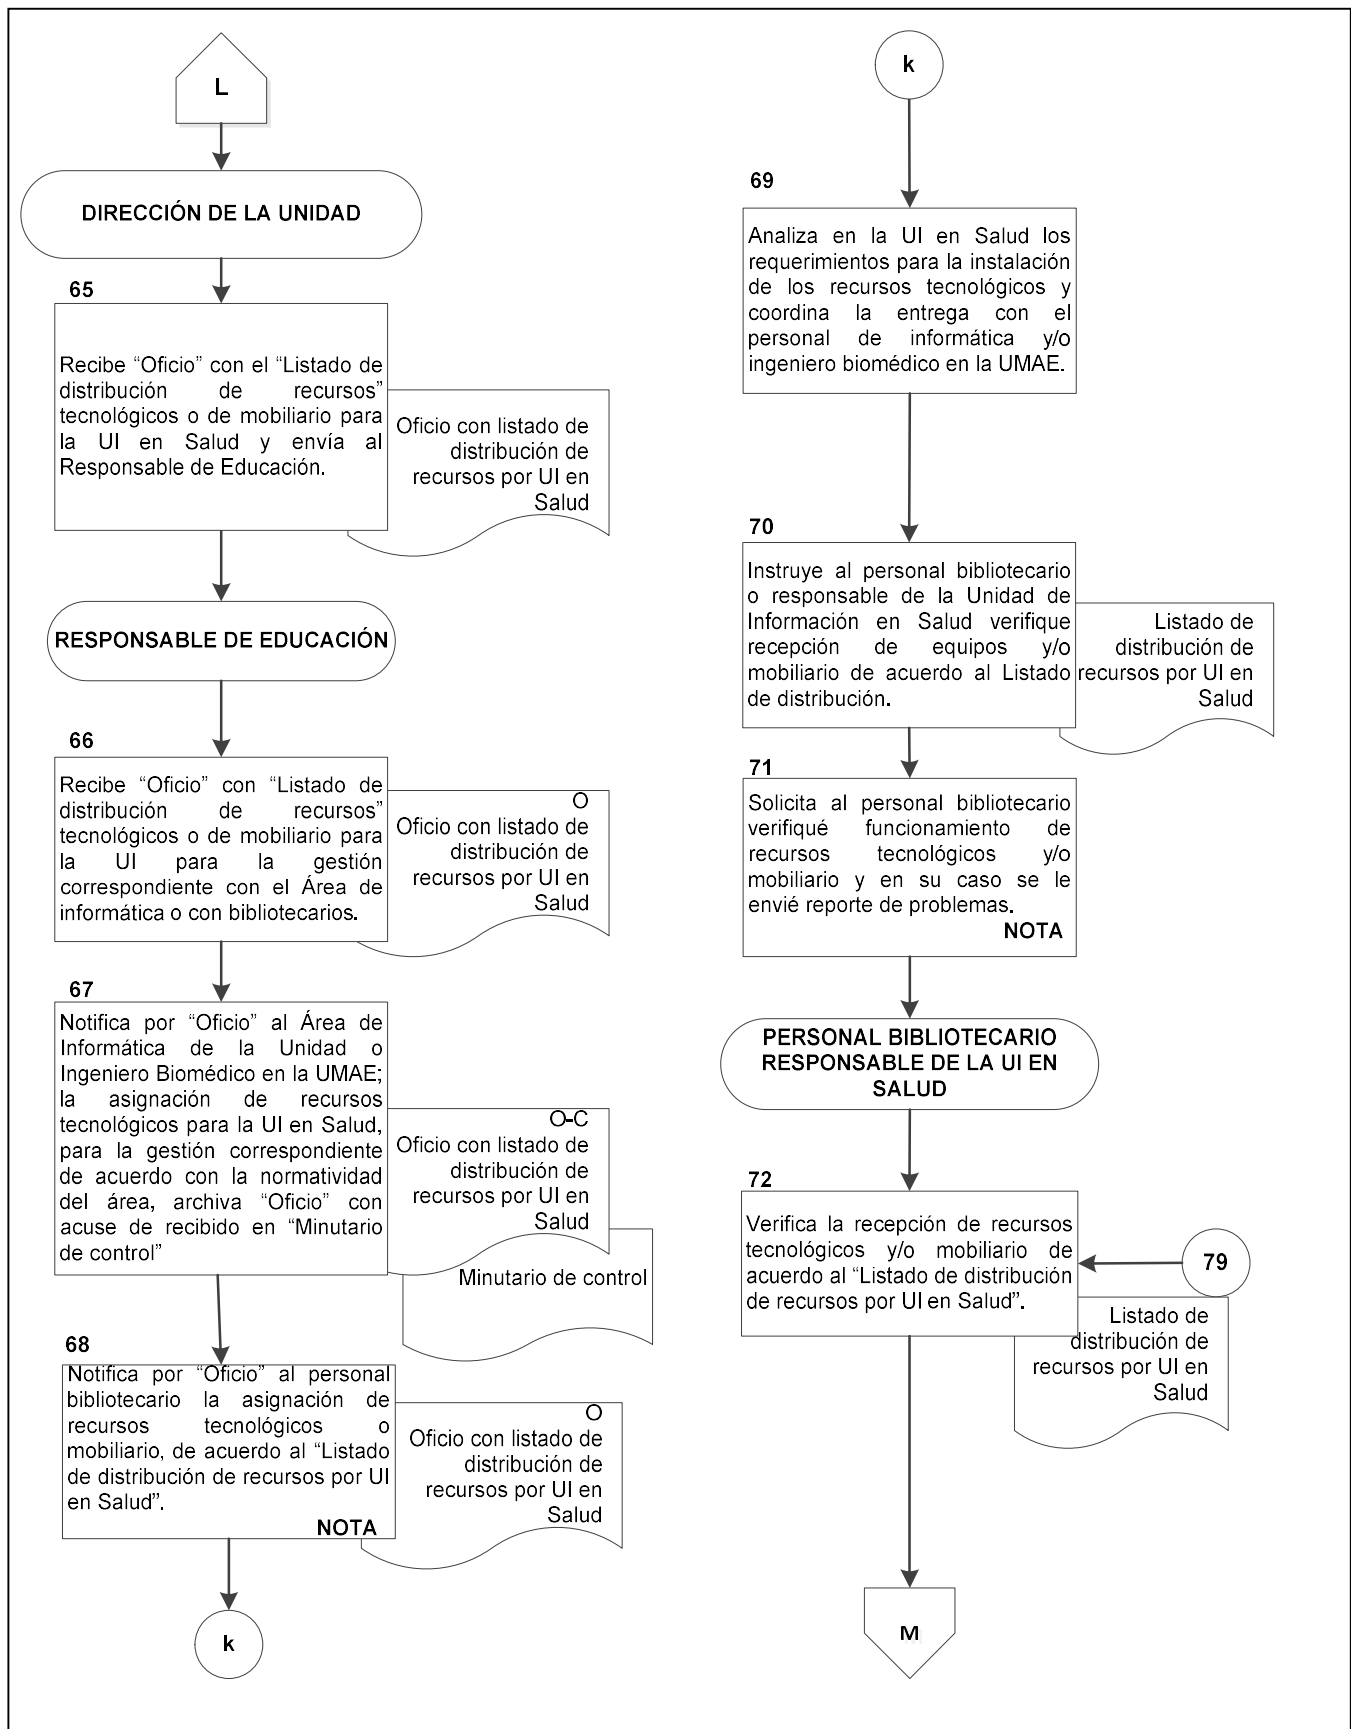 L
DIRECCIÓN DE LA UNIDAD
65
Recibe “Oficio” con el “Listado de
distribución de recursos”
tecnológicos o de mobiliario para
la UI en Salud y envía al
Responsable de Educación.
Oficio con listado de
distribución de
recursos por UI en
Salud
RESPONSABLE DE EDUCACIÓN
66
Recibe “Oficio” con “Listado de
distribución de recursos”
tecnológicos o de mobiliario para
la UI para la gestión
correspondiente con el Área de
informática o con bibliotecarios.
O
Oficio con listado de
distribución de
recursos por UI en
Salud
67
Notifica por “Oficio” al Área de
Informática de la Unidad o
Ingeniero Biomédico en la UMAE;
la asignación de recursos
tecnológicos para la UI en Salud,
para la gestión correspondiente
de acuerdo con la normatividad
del área, archiva “Oficio” con
acuse de recibido en “Minutario
de control”
O-C
Oficio con listado de
distribución de
recursos por UI en
Salud
Minutario de control
68
Notifica por “Oficio” al personal
bibliotecario la asignación de
recursos tecnológicos o
mobiliario, de acuerdo al “Listado
de distribución de recursos por UI
en Salud”.
NOTA
O
Oficio con listado de
distribución de
recursos por UI en
Salud
k
k
69
Analiza en la UI en Salud los
requerimientos para la instalación
de los recursos tecnológicos y
coordina la entrega con el
personal de informática y/o
ingeniero biomédico en la UMAE.
70
Instruye al personal bibliotecario
o responsable de la Unidad de
Información en Salud verifique
recepción de equipos y/o
mobiliario de acuerdo al Listado
de distribución.
Listado de
distribución de
recursos por UI en
Salud
71
Solicita al personal bibliotecario
verifiqué funcionamiento de
recursos tecnológicos y/o
mobiliario y en su caso se le
envié reporte de problemas.
NOTA
PERSONAL BIBLIOTECARIO
RESPONSABLE DE LA UI EN
SALUD
72
Verifica la recepción de recursos
tecnológicos y/o mobiliario de
acuerdo al “Listado de distribución
de recursos por UI en Salud”.
79
Listado de
distribución de
recursos por UI en
Salud
M